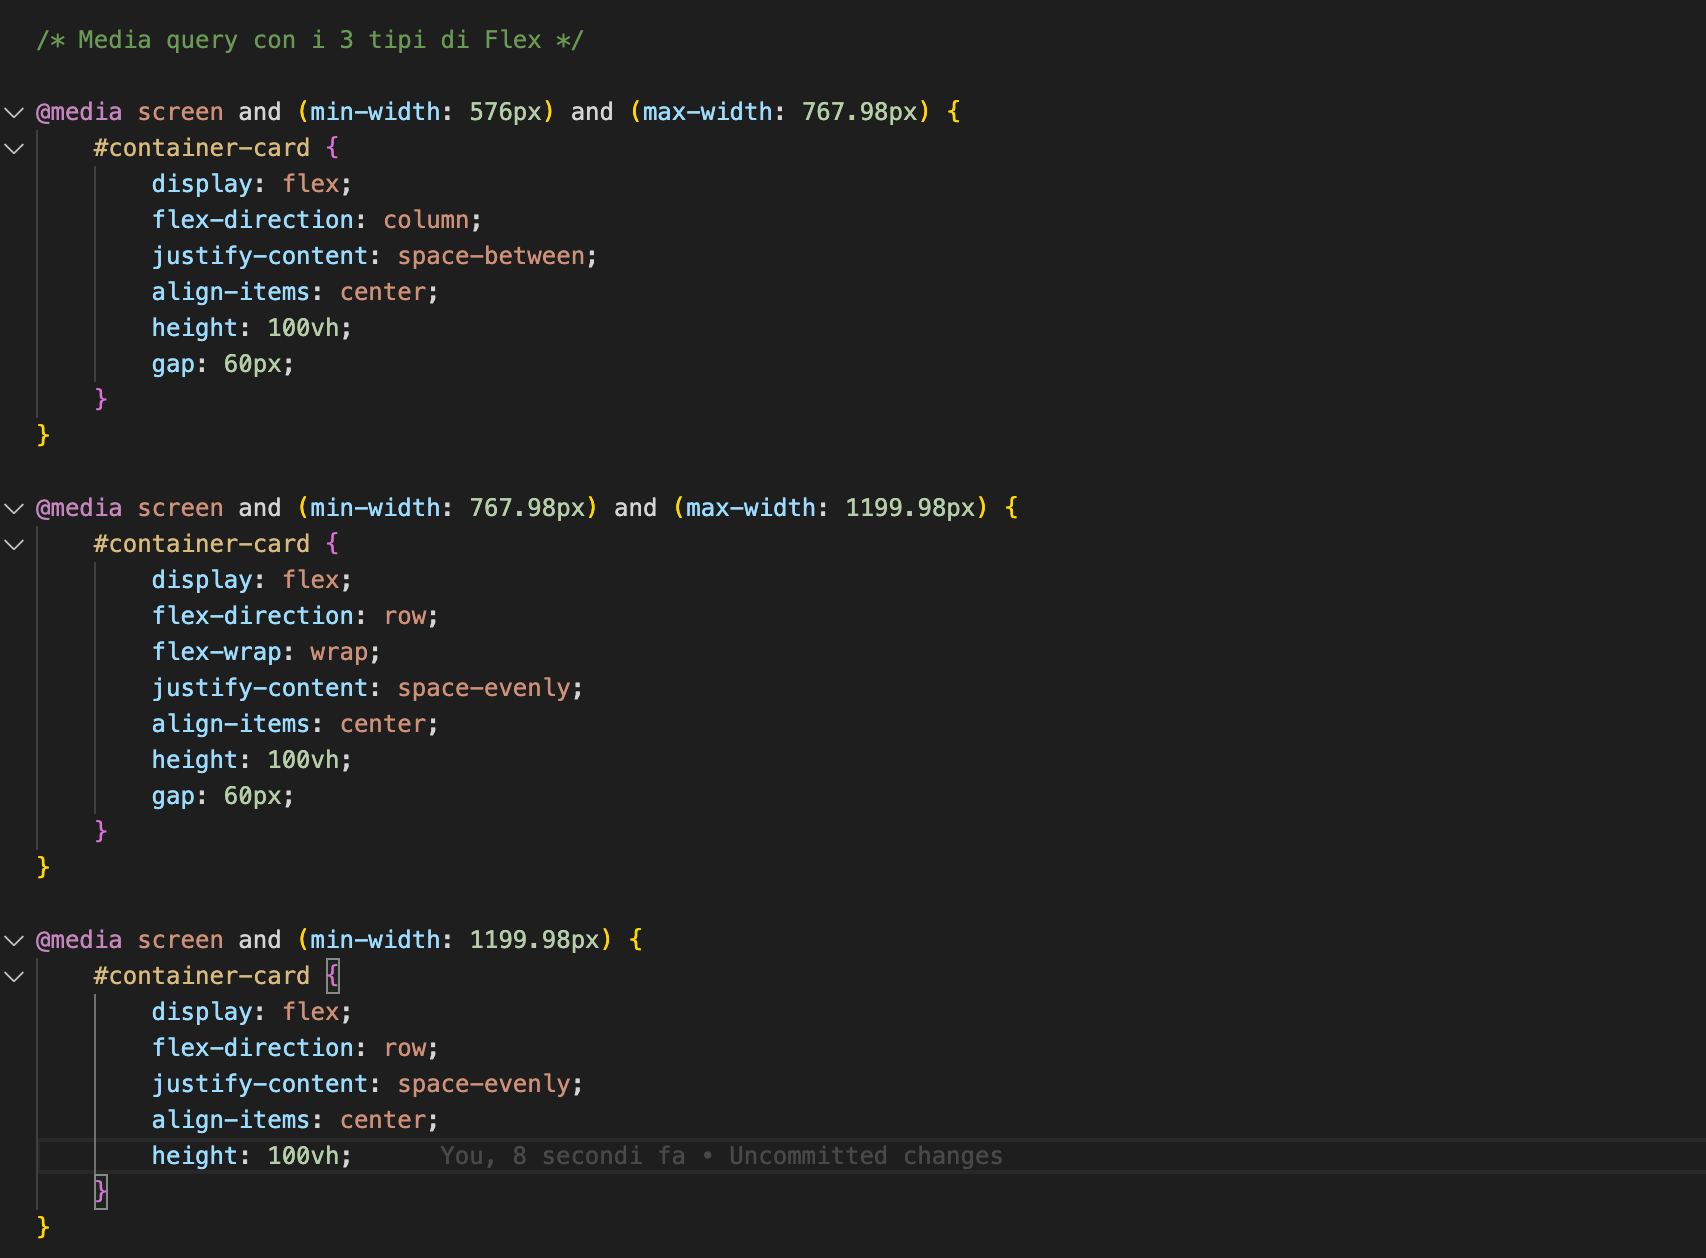 /* Media query con i 3 tipi di Flex */
@media screen and (min-width: 576px) and (max-width: 767.98px) {
#container-card {
display: flex;
flex-direction: column;
justify-content: space-between;
align-items: center;
height: 100vh;
gap: 60px;
}
}
@media screen and (min-width: 767.98px) and (max-width: 1199.98px) {
#container-card {
display: flex;
flex-direction: row;
flex-wrap: wrap;
justify-content: space-evenly;
align-items: center;
height: 100vh;
gap: 60px;
}
}
@media screen and (min-width: 1199.98px) {
#container-card {
display: flex;
flex-direction: row;
justify-content: space-evenly;
align-items: center;
height: 100vh; You, 8 secondi fa • Uncommitted changes
}
}